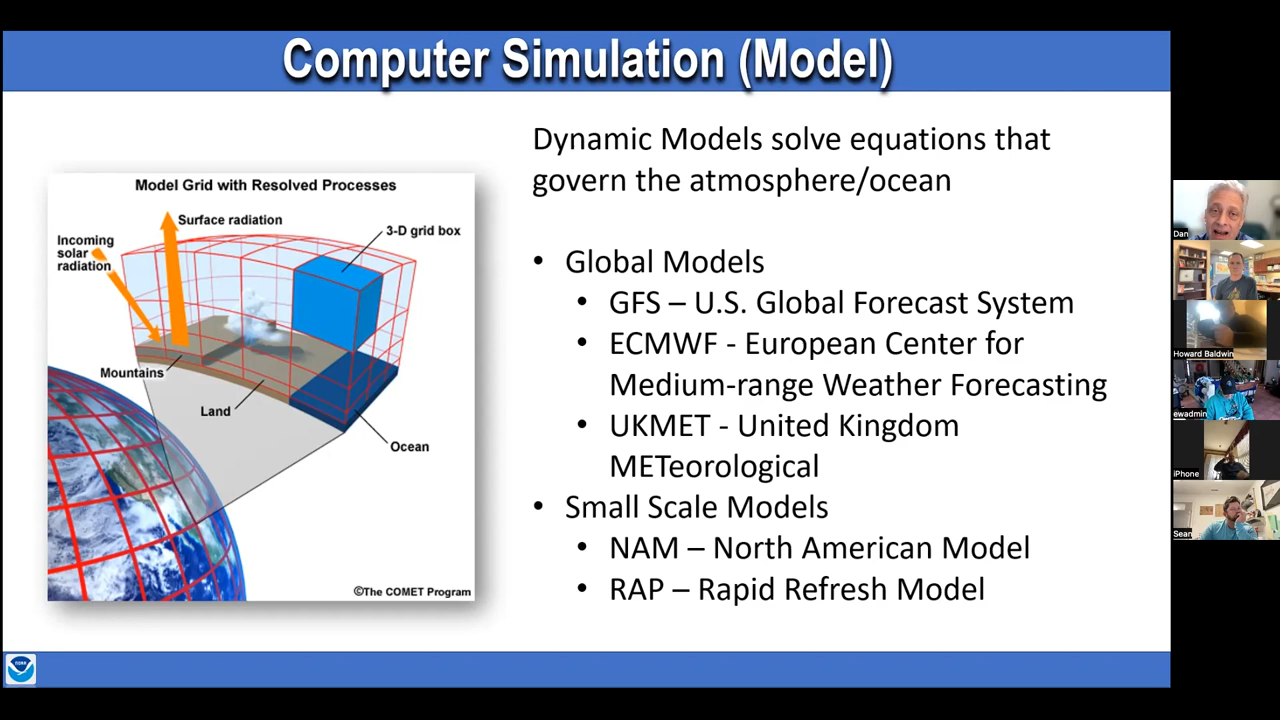 Computer Simulation (Model)
Dynamic Models solve equations that
govern the atmosphere/ocean
• Global Models
• GFS – U.S. Global Forecast System
• ECMWF - European Center for
Medium-range Weather Forecasting
• UKMET - United Kingdom
METeorological
• Small Scale Models
• NAM – North American Model
• RAP – Rapid Refresh Model
Model Grid with Resolved Processes
Surface radiation
Incoming
solar
radiation
3-D grid box
Mountains
Land
Ocean
©The COMET Program
NOAA
Dan
Howard Baldwin
ewadmin
iPhone
Sean